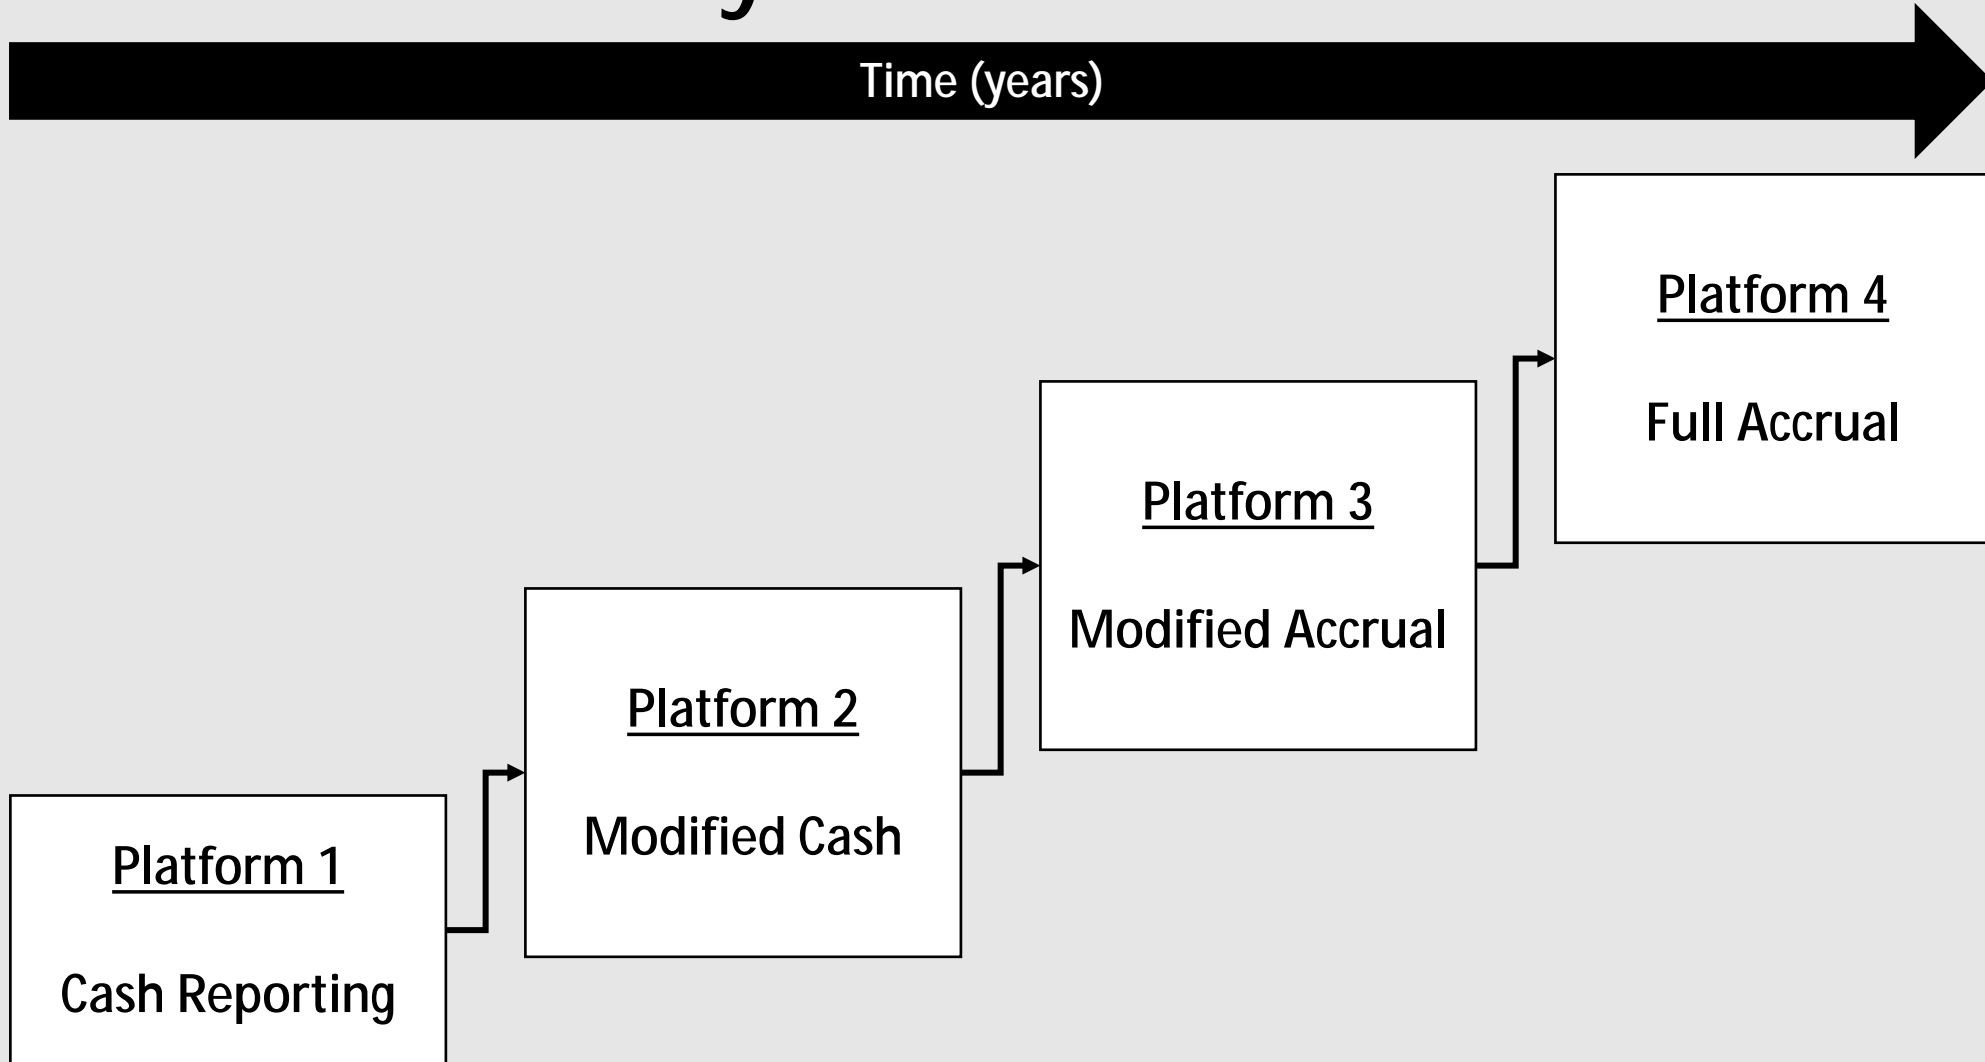 Time (years)
Platform 4
Full Accrual
Platform 3
Modified Accrual
Platform 2
Modified Cash
Platform 1
Cash Reporting